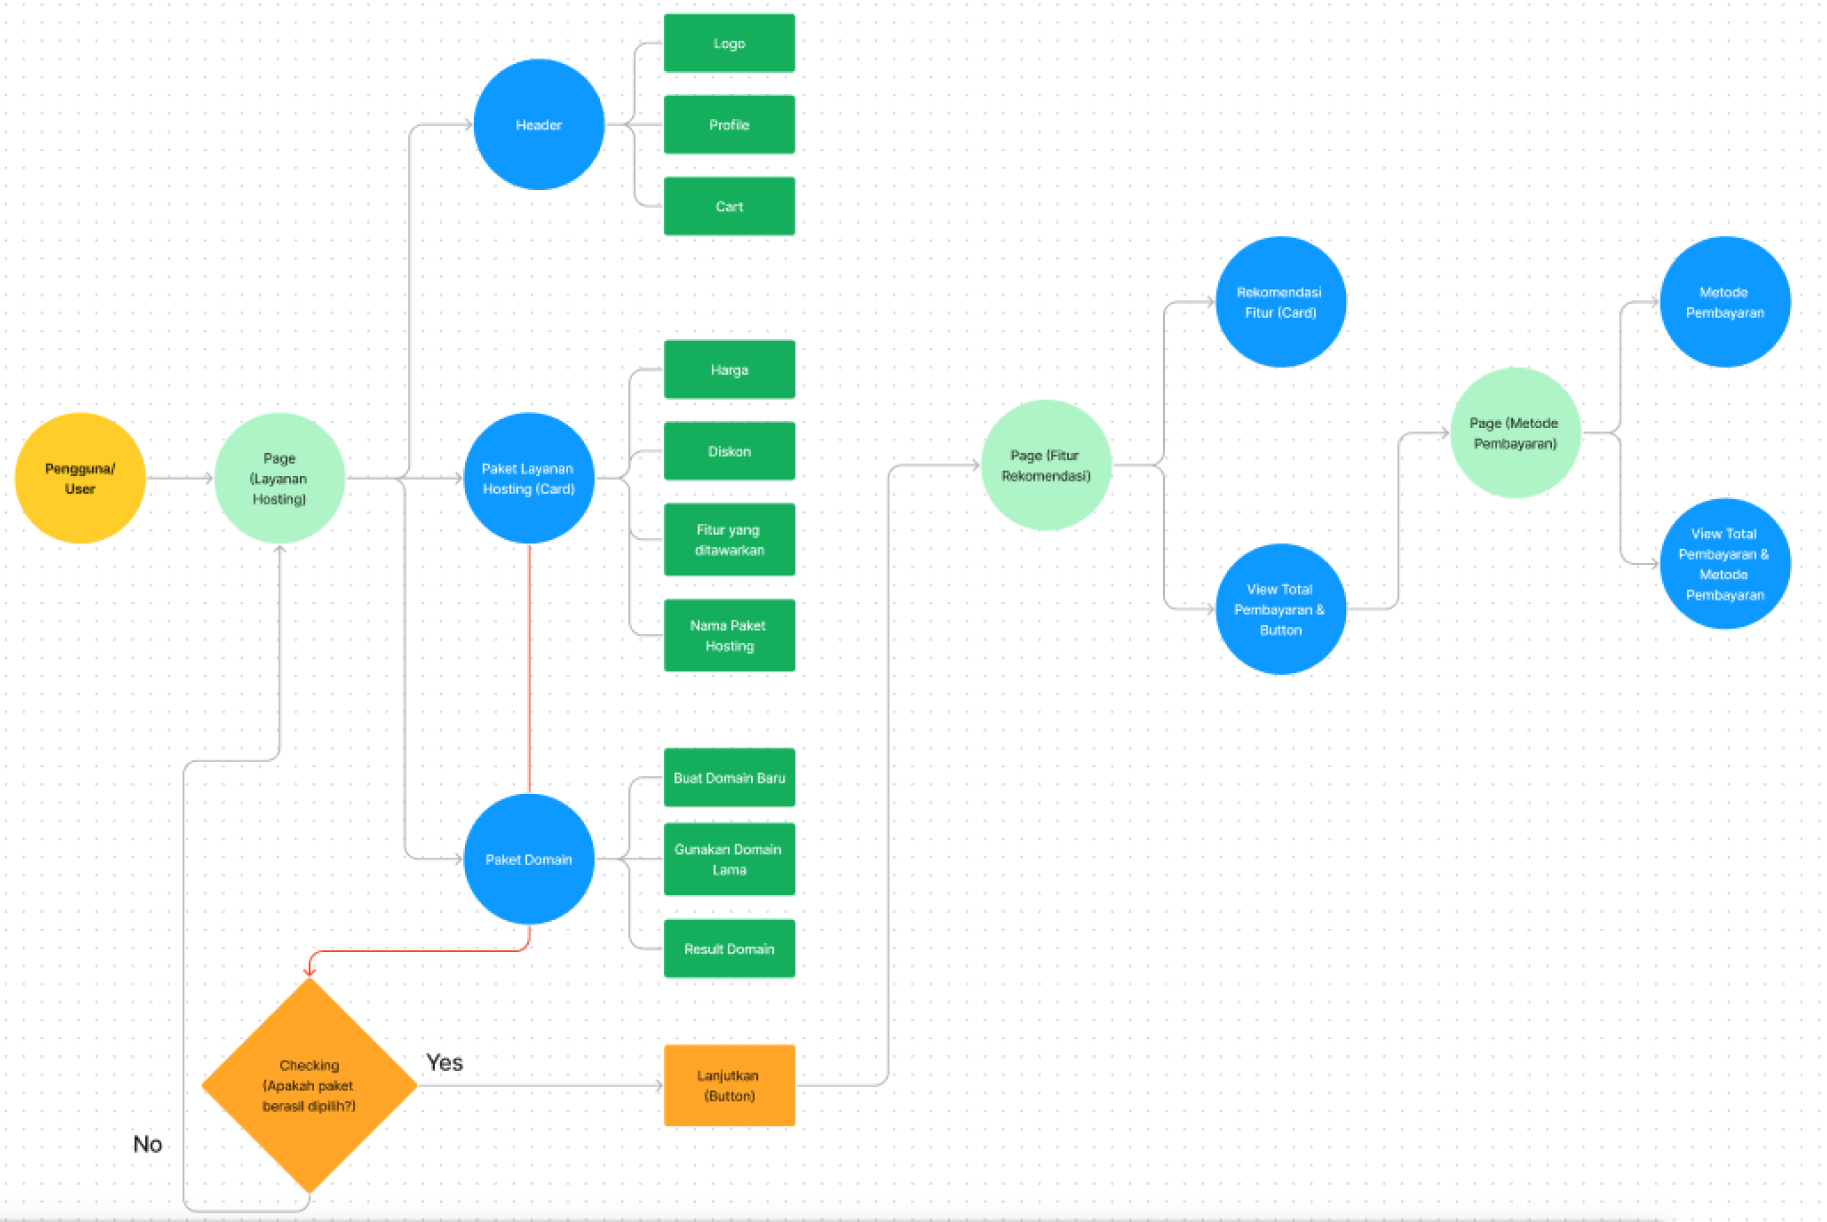 Logo
Header
Profile
Cart
Pengguna/
User
Page
(Layanan
Hosting)
Paket Layanan
Hosting (Card)
Harga
Diskon
Fitur yang
ditawarkan
Nama Paket
Hosting
Paket Domain
Buat Domain Baru
Gunakan Domain
Lama
Result Domain
Checking
(Apakah paket
berasil dipilih?)
Yes
No
Lanjutkan
(Button)
Page (Fitur
Rekomendasi)
Rekomendasi
Fitur (Card)
View Total
Pembayaran &
Button
Page (Metode
Pembayaran)
Metode
Pembayaran
View Total
Pembayaran &
Metode
Pembayaran